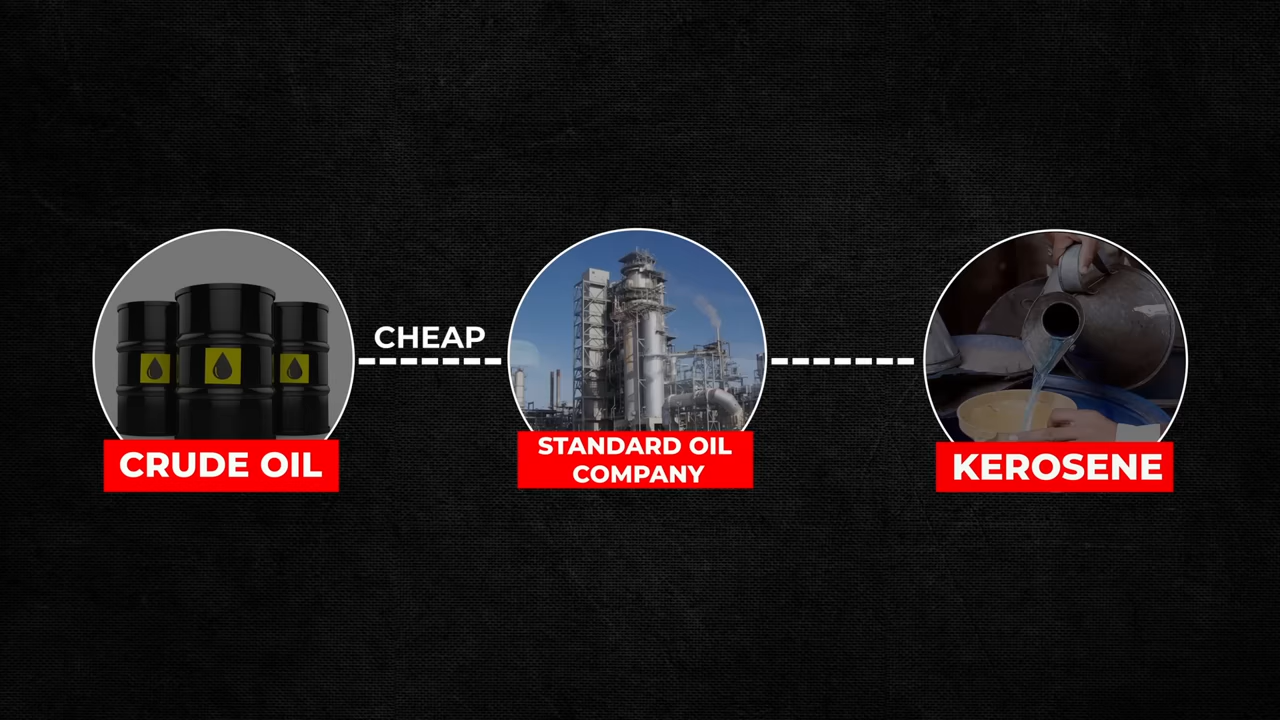 CRUDE OIL
CHEAP
STANDARD OIL
COMPANY
KEROSENE